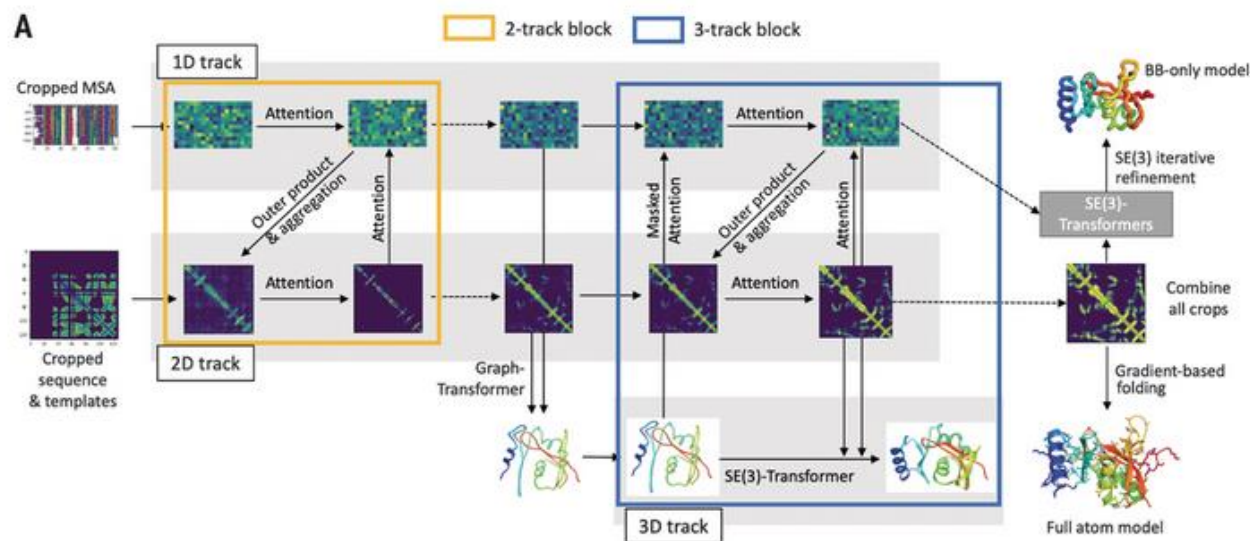 A
2-track block
3-track block
1D track
Cropped MSA
Attention
Attention
BB-only model
Outer product
& aggregation
Attention
Masked
Attention
Outer product
& aggregation
Attention
SE(3) iterative
refinement
SE(3)-
Transformers
Attention
Attention
Combine
all crops
Cropped
sequence
& templates
2D track
Graph-
Transformer
Gradient-based
folding
SE(3)-Transformer
3D track
Full atom model